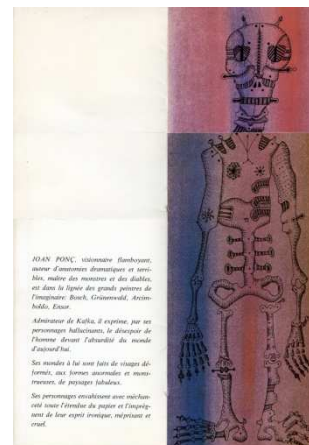 JOAN PONÇ, visionnaire flamboyant,
auteur d'anatomies dramatiques et terri-
bles, maître des monstres et des diables,
est dans la lignée des grands peintres de
l'imaginaire: Bosch, Grünenwald, Arcim-
boldo, Ensor.
Admirateur de Kafka, il exprime, par ses
personnages hallucinants, le désespoir de
l'homme devant l'absurdité du monde
d'aujourd'hui.
Ses mondes à lui sont faits de visages dé-
formés, aux formes anormales et mons-
trueuses, de paysages fabuleux.
Ses personnages envahissent avec méchan-
ceté toute l'étendue du papier et l'imprèg-
nent de leur esprit ironique, méprisant et
cruel.